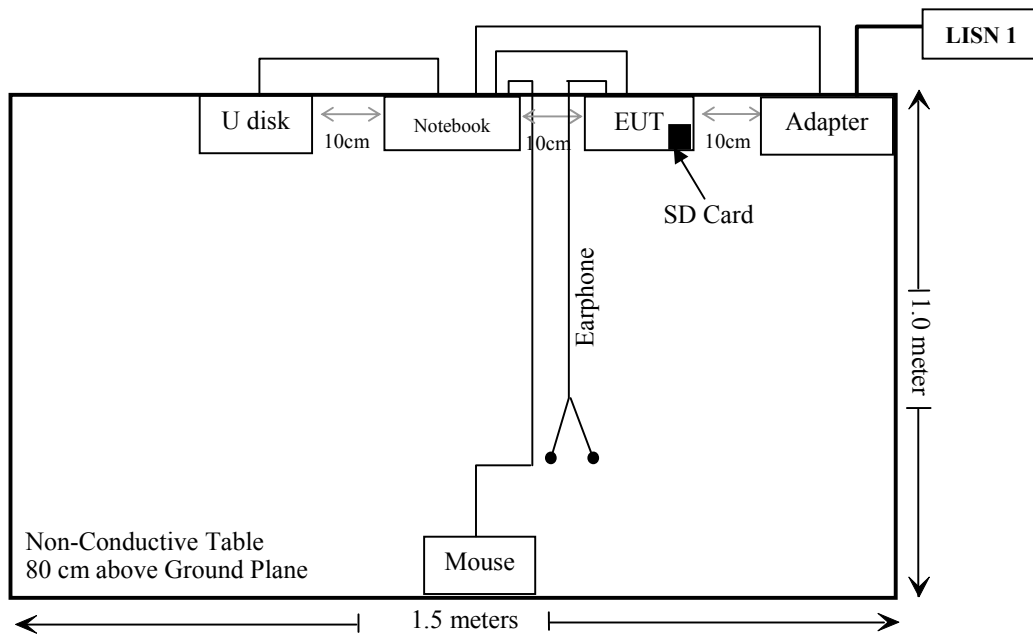 LISN 1
U disk
10cm
Notebook
10cm
EUT
10cm
Adapter
SD Card
Earphone
1.0 meter
Non-Conductive Table
80 cm above Ground Plane
Mouse
1.5 meters